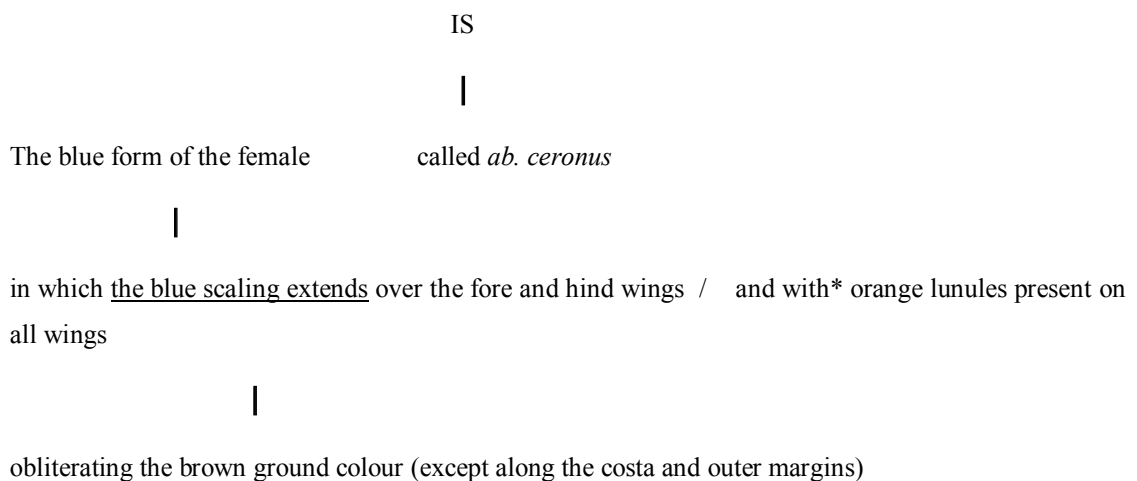 IS
The blue form of the female called ab. ceronus
in which the blue scaling extends over the fore and hind wings / and with* orange lunules present on
all wings
obliterating the brown ground colour (except along the costa and outer margins)